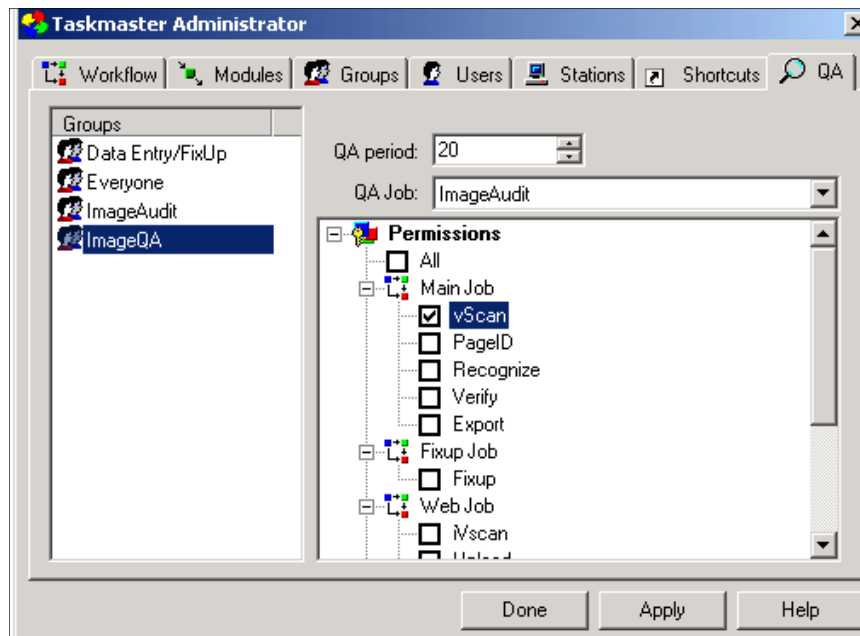 Taskmaster Administrator
Workflow Modules Groups Users Stations Shortcuts QA
Groups
Data Entry/FixUp
Everyone
ImageAudit
ImageQA
QA period: 20
QA Job: ImageAudit
Permissions
All
Main Job
vScan
PageID
Recognize
Verify
Export
Fixup Job
Fixup
Web Job
iVscan
Done Apply Help